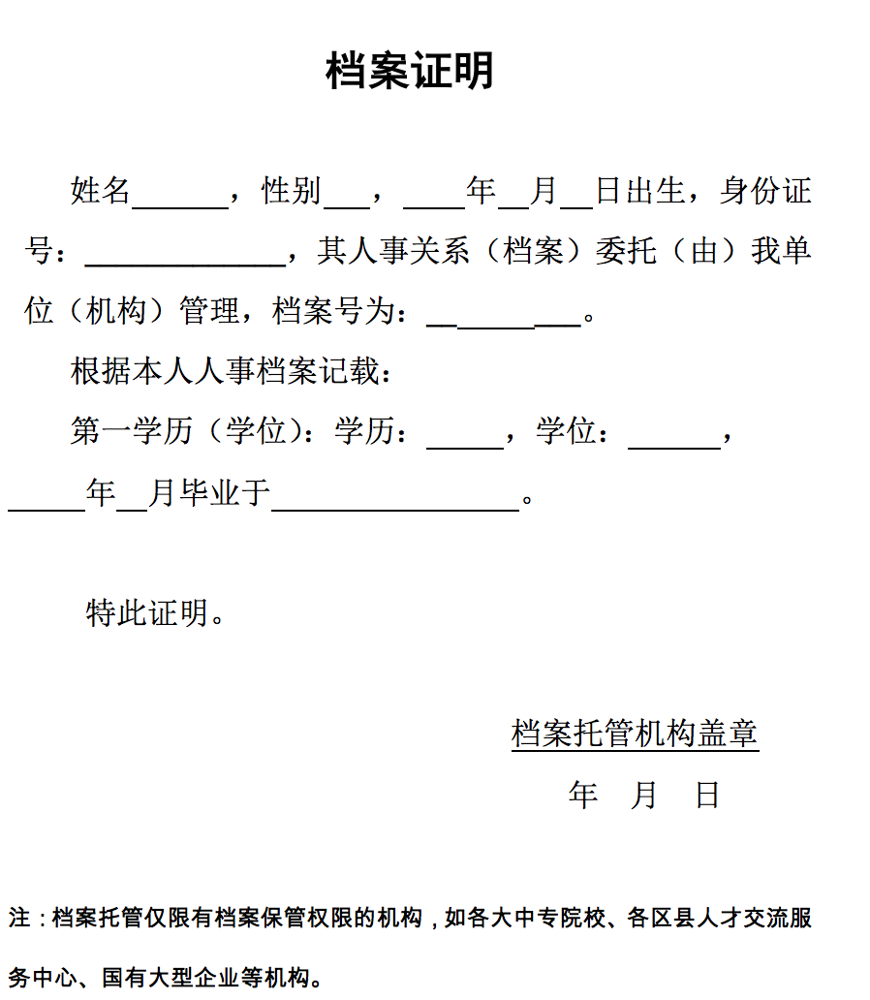 档案证明
姓名______，性别___，____年__月__日出生，身份证
号：_____________，其人事关系（档案）委托（由）我单
位（机构）管理，档案号为：__________。
根据本人人事档案记载：
第一学历（学位）：学历：_____，学位：______，
_____年__月毕业于________________。
特此证明。
档案托管机构盖章
年 月 日
注：档案托管仅限有档案保管权限的机构，如各大中专院校、各区县人才交流服
务中心、国有大型企业等机构。